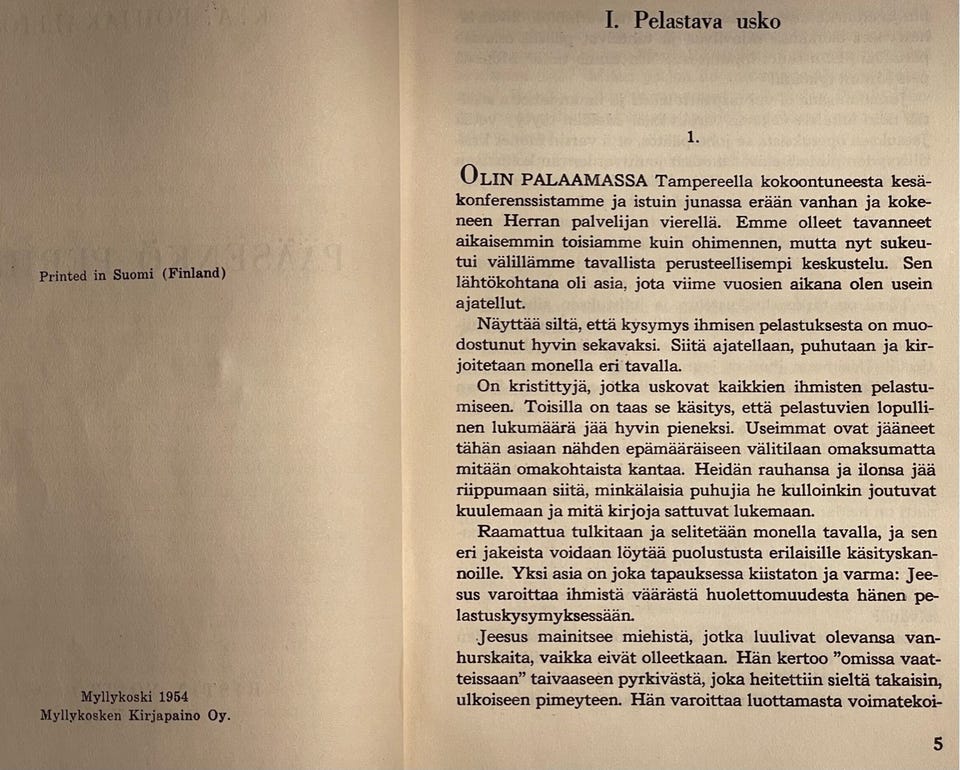 Printed in Suomi (Finland)
Myllykoski 1954
Myllykosken Kirjapaino Oy.
I. Pelastava usko
1.
OLIN PALAAMASSA Tampereella kokoontuneesta kesä-
konferenssistamme ja istuin junassa erään vanhan ja koke-
neen Herran palvelijan vierellä. Emme olleet tavanneet
aikaisemmin toisiamme kuin ohimennen, mutta nyt sukeu-
tui välillämme tavallista perusteellisempi keskustelu. Sen
lähtökohtana oli asia, jota viime vuosien aikana olen usein
ajatellut.
Näyttää siltä, että kysymys ihmisen pelastuksesta on muo-
dostunut hyvin sekavaksi. Siitä ajatellaan, puhutaan ja kir-
joitetaan monella eri tavalla.
On kristittyjä, jotka uskovat kaikkien ihmisten pelastu-
miseen. Toisilla on taas se käsitys, että pelastuvien lopulli-
nen lukumäärä jää hyvin pieneksi. Useimmat ovat jääneet
tähän asiaan nähden epämääräiseen välitilaan omaksumatta
mitään omakohtaista kantaa. Heidän rauhansa ja ilonsa jää
riippumaan siitä, minkälaisia puhujia he kulloinkin joutuvat
kuulemaan ja mitä kirjoja sattuvat lukemaan.
Raamattua tulkitaan ja selitetään monella tavalla, ja sen
eri jakeista voidaan löytää puolustusta erilaisille käsityskan-
noille. Yksi asia on joka tapauksessa kiistaton ja varma: Jee-
sus varoittaa ihmistä väärästä huolettomuudesta hänen pe-
lastuskysymyksessään.
Jeesus mainitsee miehistä, jotka luulivat olevansa van-
hurskaita, vaikka eivät olleetkaan. Hän kertoo "omissa vaat-
teissaan" taivaaseen pyrkivästä, joka heitettiin sieltä takaisin,
ulkoiseen pimeyteen. Hän varoittaa luottamasta voimatekoi-
5